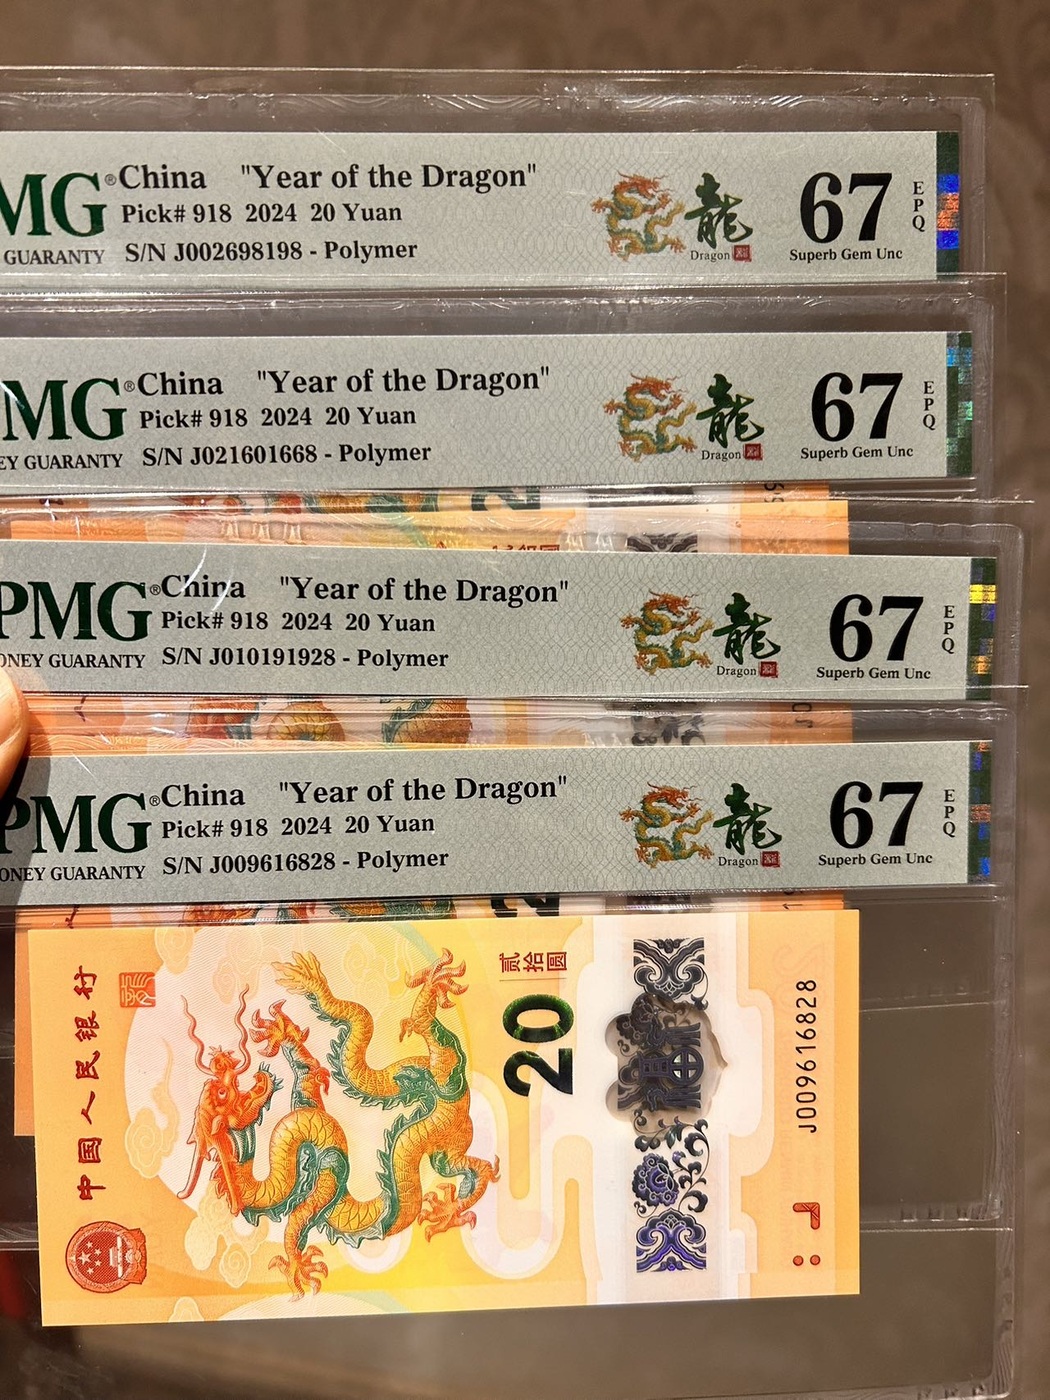 MG® China "Year of the Dragon"
Pick# 918 2024 20 Yuan
GUARANTY S/N J002698198 - Polymer
龍
Dragon
67 EPQ
Superb Gem Unc
MG® China "Year of the Dragon"
Pick# 918 2024 20 Yuan
EY GUARANTY S/N J021601668 - Polymer
龍
Dragon
67 EPQ
Superb Gem Unc
PMG® China "Year of the Dragon"
Pick# 918 2024 20 Yuan
ONEY GUARANTY S/N J010191928 - Polymer
龍
Dragon
67 EPQ
Superb Gem Unc
PMG® China "Year of the Dragon"
Pick# 918 2024 20 Yuan
ONEY GUARANTY S/N J009616828 - Polymer
龍
Dragon
67 EPQ
Superb Gem Unc
中国人民银行
贰拾圆
20
J009616828